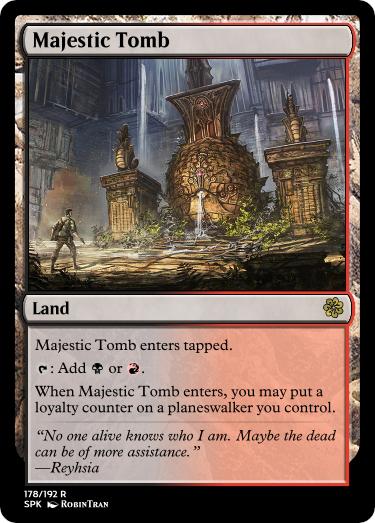 Majestic Tomb
Land
Majestic Tomb enters tapped.
: Add or .
When Majestic Tomb enters, you may put a
loyalty counter on a planeswalker you control.
“No one alive knows who I am. Maybe the dead
can be of more assistance.”
—Reyhsia
178/192 R
SPK RobinTran